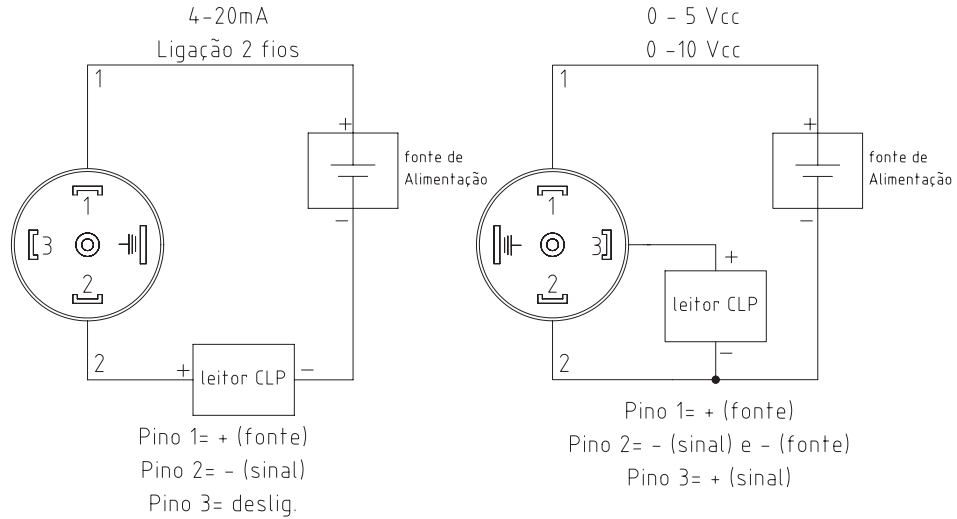 4-20mA
Ligação 2 fios
1
+
fonte de
Alimentação
-
1
3
2
2
+
leitor CLP
-
Pino 1= + (fonte)
Pino 2= - (sinal)
Pino 3= deslig.
0 - 5 Vcc
0 -10 Vcc
1
+
fonte de
Alimentação
-
1
3
2
+
leitor CLP
-
2
Pino 1= + (fonte)
Pino 2= - (sinal) e - (fonte)
Pino 3= + (sinal)